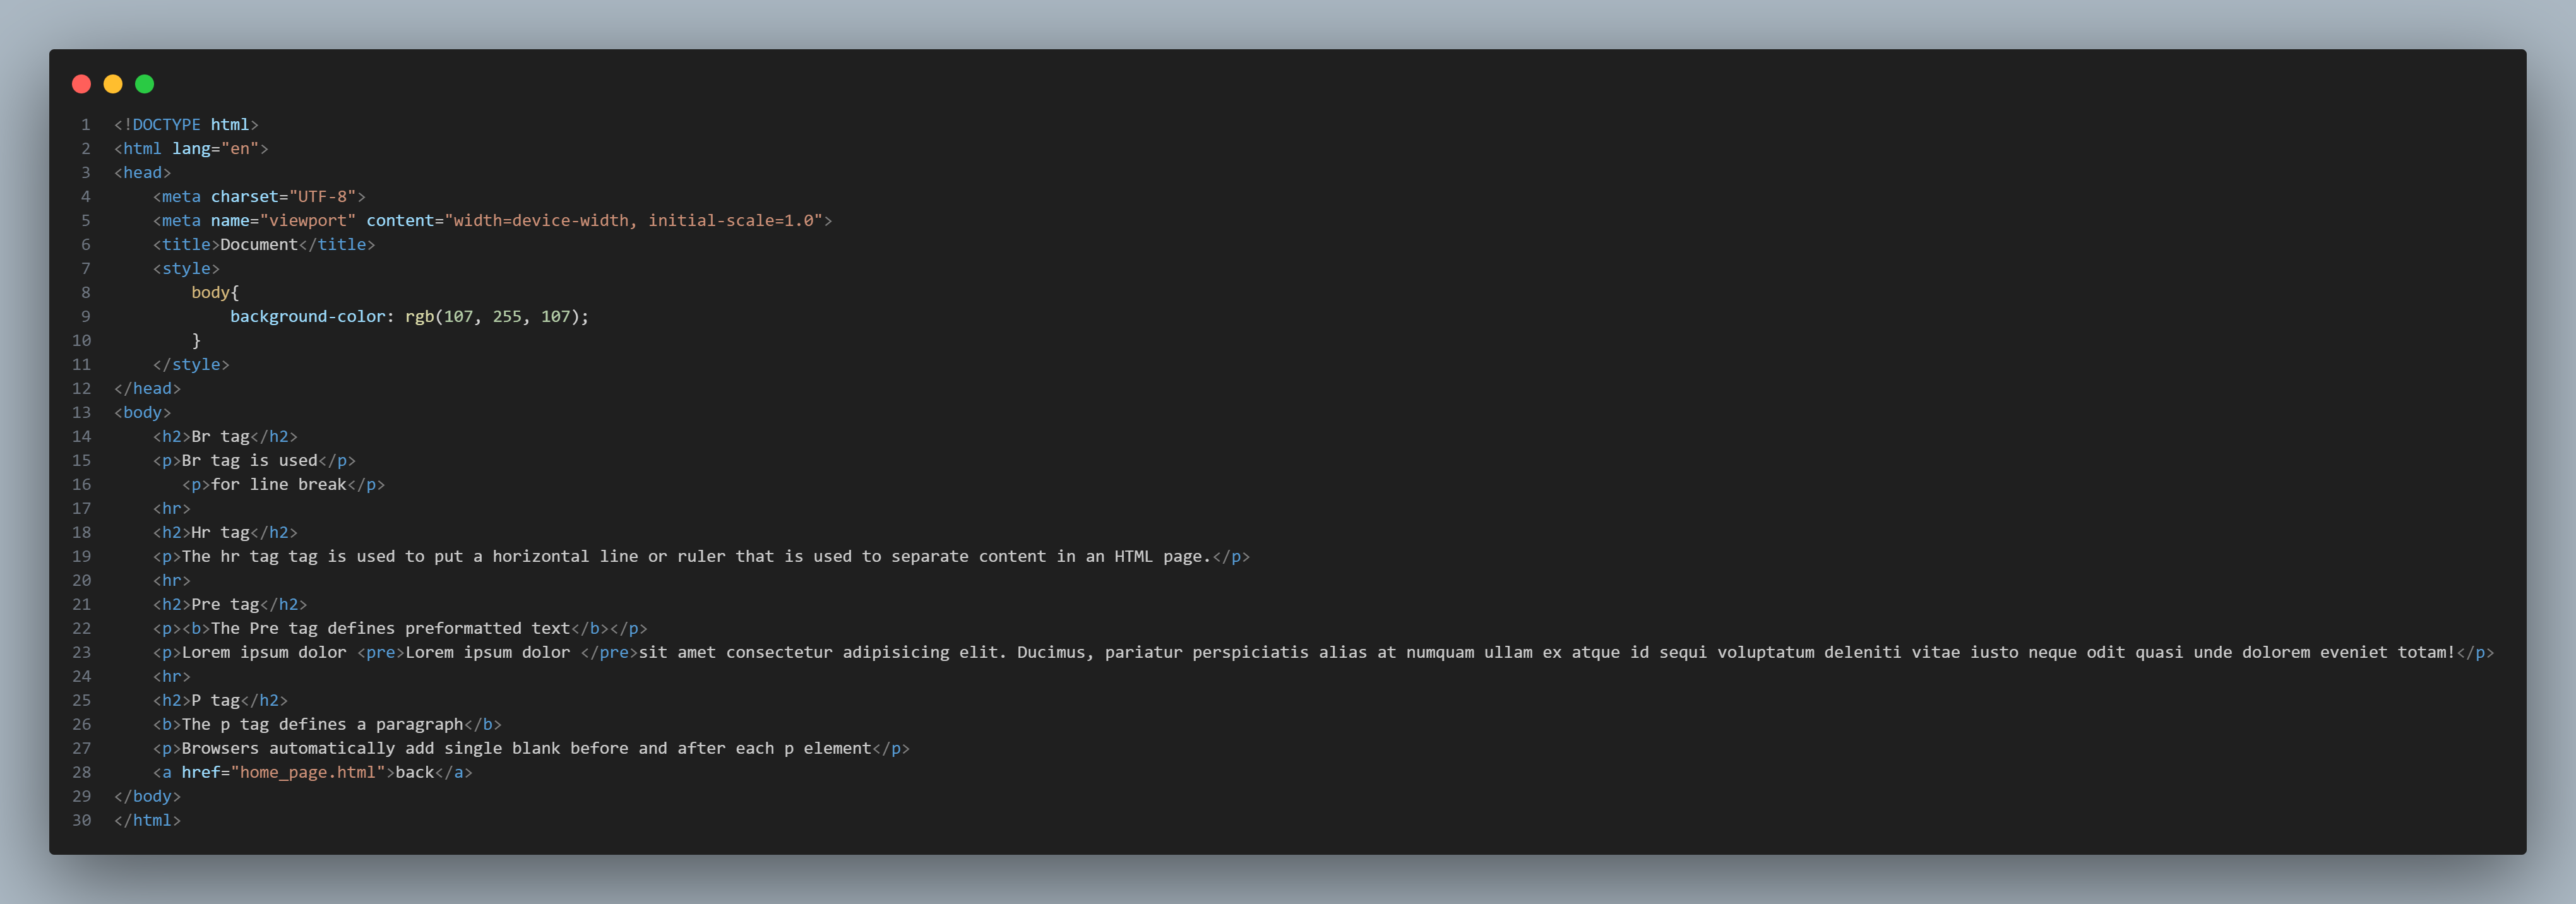 1 <!DOCTYPE html>
2 <html lang="en">
3 <head>
4     <meta charset="UTF-8">
5     <meta name="viewport" content="width=device-width, initial-scale=1.0">
6     <title>Document</title>
7     <style>
8         body{
9             background-color: rgb(107, 255, 107);
10         }
11     </style>
12 </head>
13 <body>
14     <h2>Br tag</h2>
15     <p>Br tag is used</p>
16        <p>for line break</p>
17     <hr>
18     <h2>Hr tag</h2>
19     <p>The hr tag tag is used to put a horizontal line or ruler that is used to separate content in an HTML page.</p>
20     <hr>
21     <h2>Pre tag</h2>
22     <p><b>The Pre tag defines preformatted text</b></p>
23     <p>Lorem ipsum dolor <pre>Lorem ipsum dolor </pre>sit amet consectetur adipisicing elit. Ducimus, pariatur perspiciatis alias at numquam ullam ex atque id sequi voluptatum deleniti vitae iusto neque odit quasi unde dolorem eveniet totam!</p>
24     <hr>
25     <h2>P tag</h2>
26     <b>The p tag defines a paragraph</b>
27     <p>Browsers automatically add single blank before and after each p element</p>
28     <a href="home_page.html">back</a>
29 </body>
30 </html>